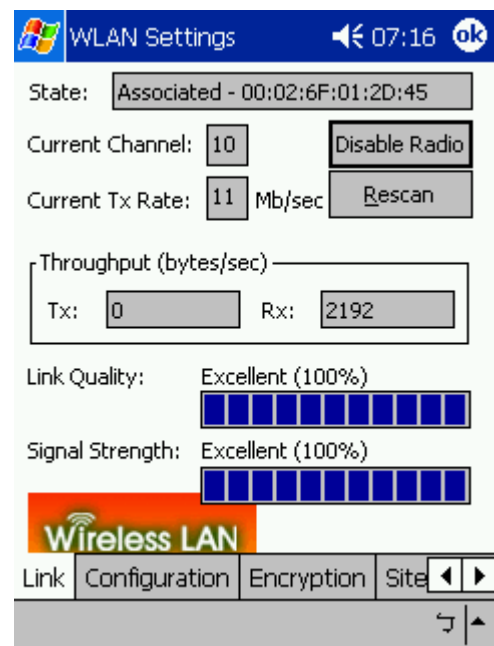 WLAN Settings 07:16 ok
State: Associated - 00:02:6F:01:2D:45
Current Channel: 10 Disable Radio
Current Tx Rate: 11 Mb/sec Rescan
Throughput (bytes/sec)
Tx: 0 Rx: 2192
Link Quality: Excellent (100%)
Signal Strength: Excellent (100%)
Wireless LAN
Link Configuration Encryption Site